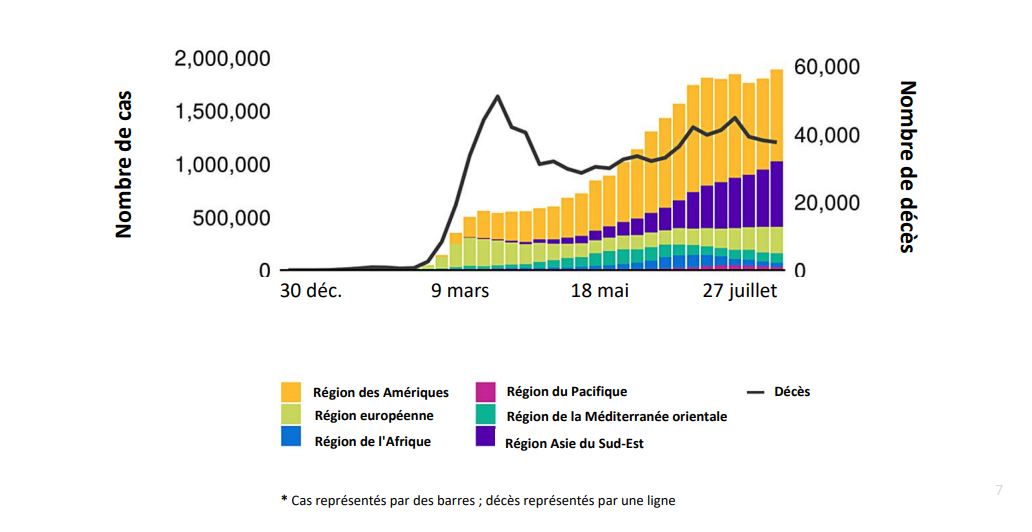 2,000,000
1,500,000
1,000,000
500,000
0
Nombre de cas
60,000
40,000
20,000
0
Nombre de décès
30 déc.
9 mars
18 mai
27 juillet
Région des Amériques
Région européenne
Région de l'Afrique
Région du Pacifique
Région de la Méditerranée orientale
Région Asie du Sud-Est
Décès
* Cas représentés par des barres ; décès représentés par une ligne
7